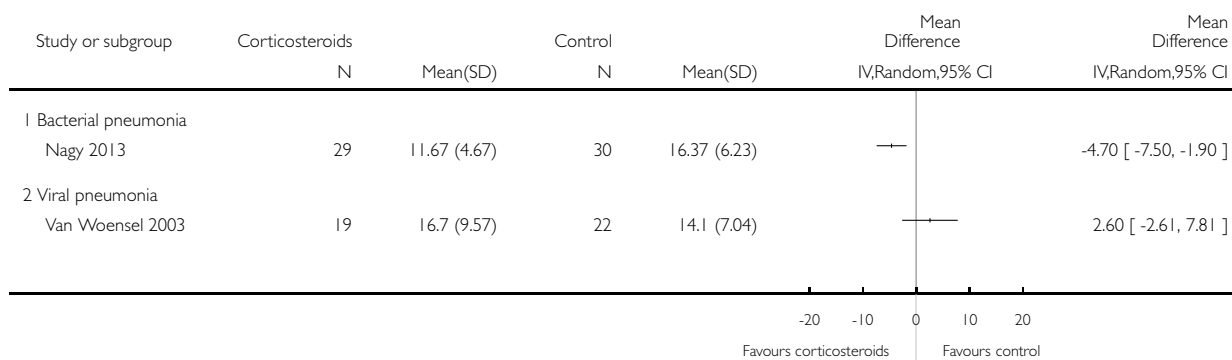 Study or subgroup Corticosteroids Control Mean Difference Mean Difference
N Mean(SD) N Mean(SD) IV,Random,95% CI IV,Random,95% CI
1 Bacterial pneumonia
Nagy 2013 29 11.67 (4.67) 30 16.37 (6.23) -4.70 [ -7.50, -1.90 ]
2 Viral pneumonia
Van Woensel 2003 19 16.7 (9.57) 22 14.1 (7.04) 2.60 [ -2.61, 7.81 ]
-20 -10 0 10 20
Favours corticosteroids Favours control